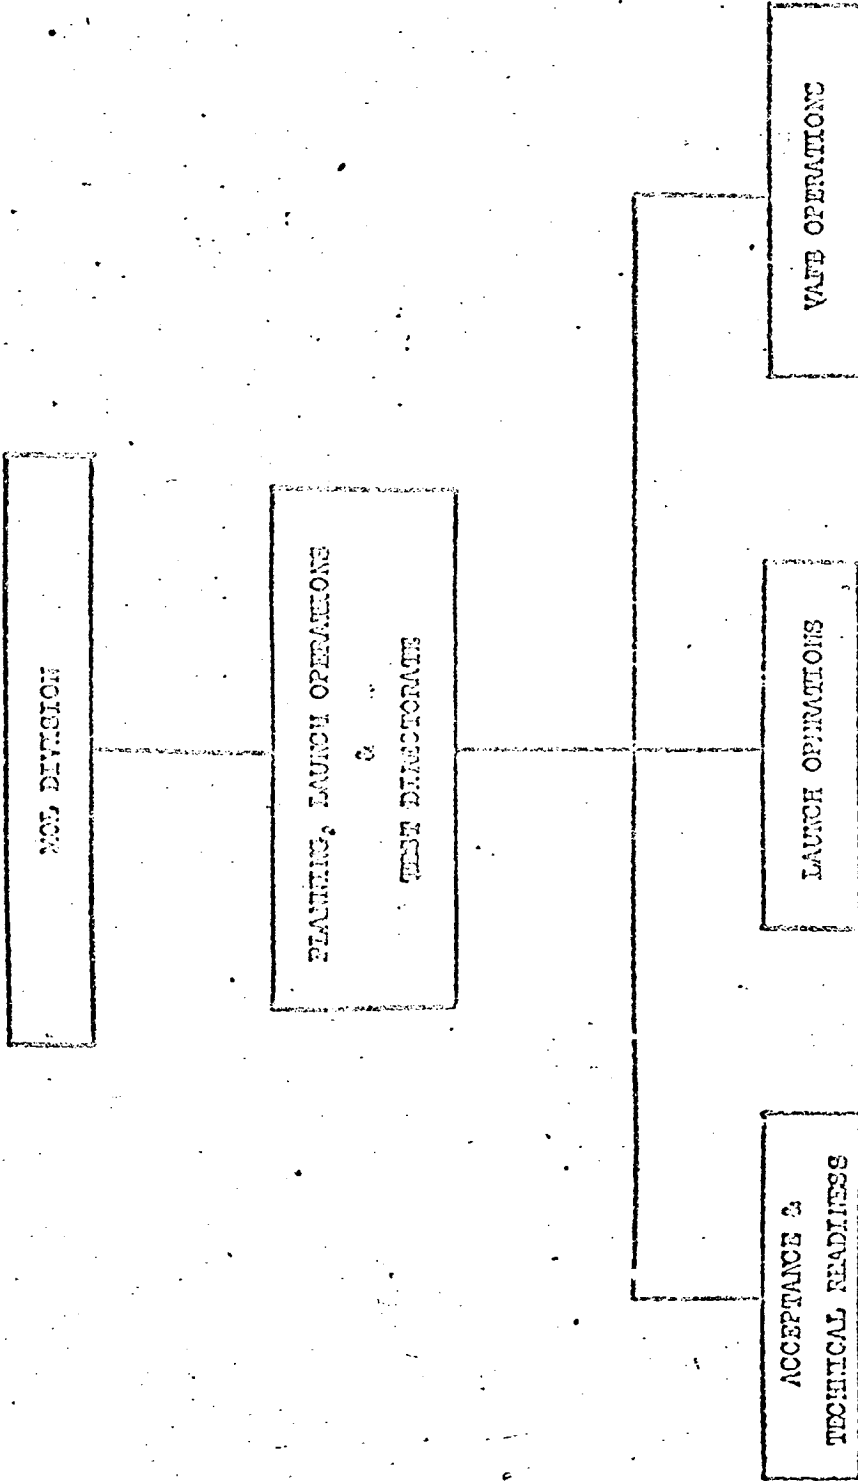 MOL DIVISION
PLANNING, LAUNCH OPERATIONS
&
TEST DIRECTORATE
ACCEPTANCE &
TECHNICAL READINESS
LAUNCH OPERATIONS
VAFB OPERATIONS